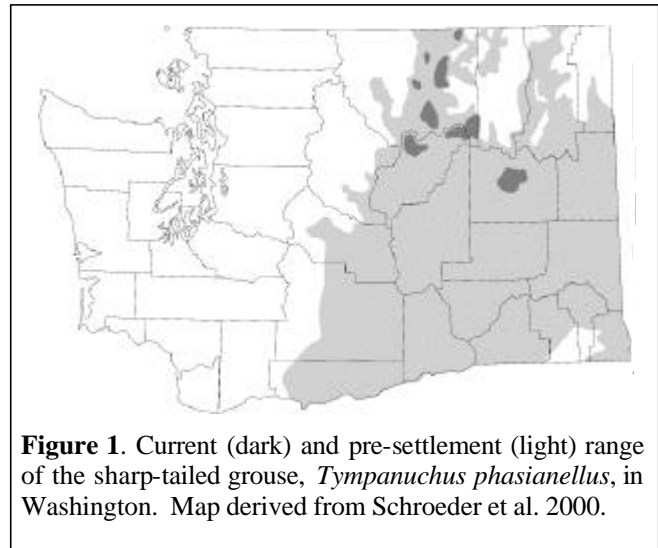 Figure 1. Current (dark) and pre-settlement (light) range
of the sharp-tailed grouse, Tympanuchus phasianellus, in
Washington. Map derived from Schroeder et al. 2000.